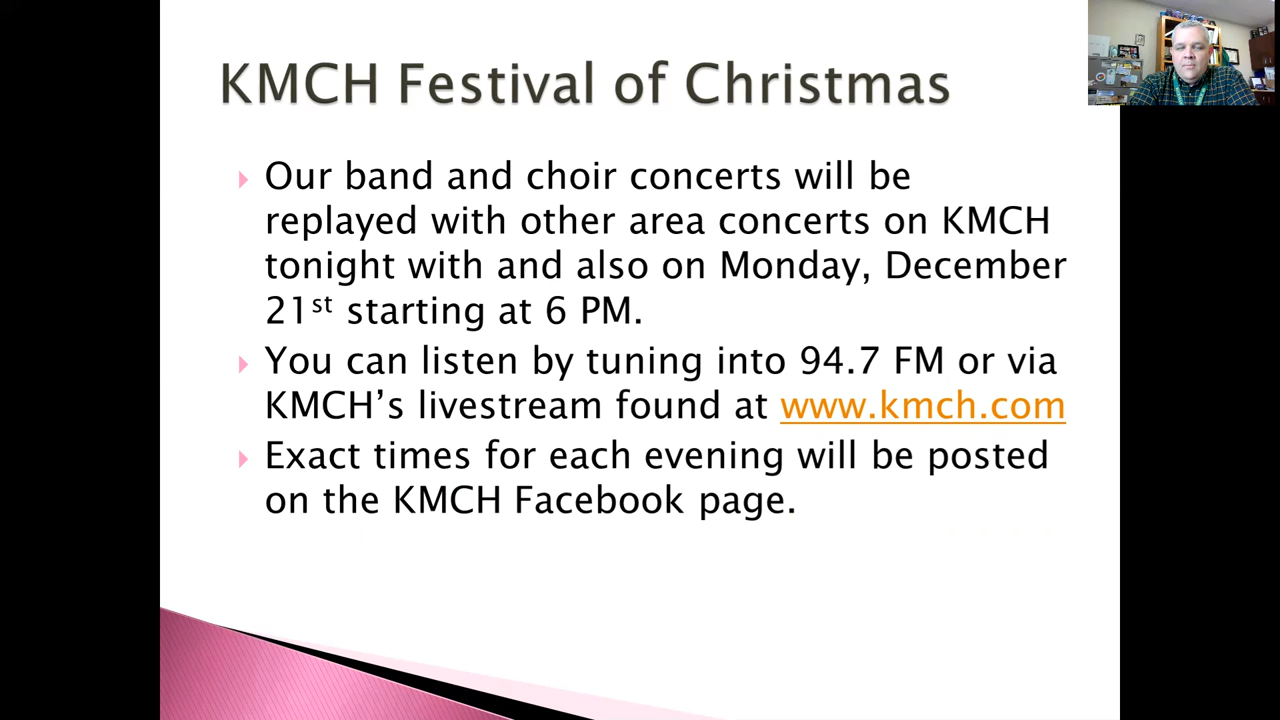 KMCH Festival of Christmas
Our band and choir concerts will be
replayed with other area concerts on KMCH
tonight with and also on Monday, December
21st starting at 6 PM.
You can listen by tuning into 94.7 FM or via
KMCH’s livestream found at www.kmch.com
Exact times for each evening will be posted
on the KMCH Facebook page.